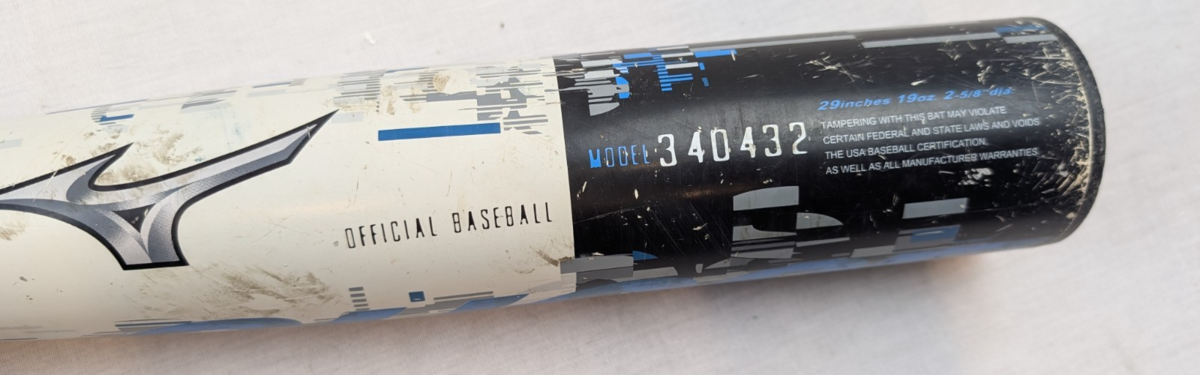 OFFICIAL BASEBALL
MODEL 340432
29inches 19oz. 2-5/8" dia.
TAMPERING WITH THIS BAT MAY VIOLATE
CERTAIN FEDERAL AND STATE LAWS AND VOIDS
THE USA BASEBALL CERTIFICATION.
AS WELL AS ALL MANUFACTURER WARRANTIES.